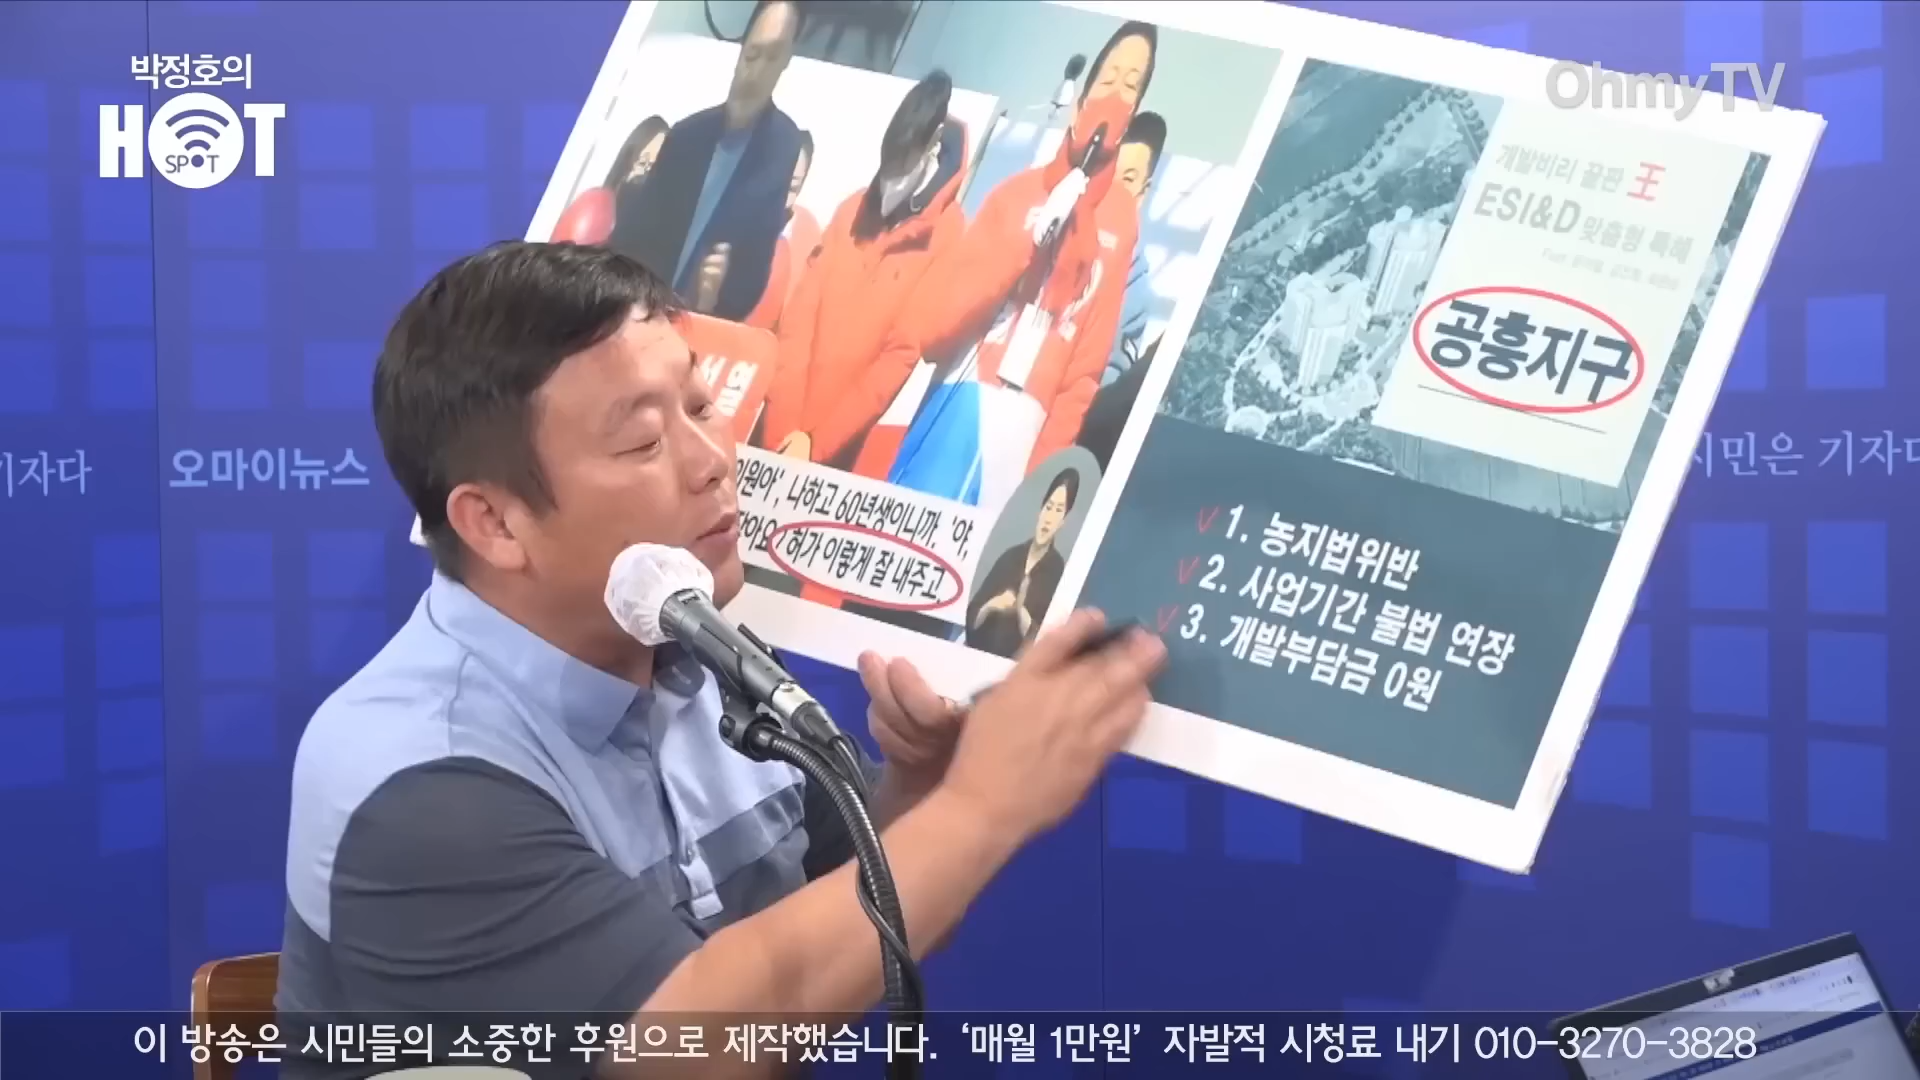 박정호의
HOT
SPOT
OhmyTV
기자다
오마이뉴스
시민은 기자다
서울
의원아', 나하고 60년생이니까. '야,
허가 이렇게 잘 내주고.
개발비리 끝판 王
ESI&D 맞춤형 특혜
공흥지구
1. 농지법위반
2. 사업기간 불법 연장
3. 개발부담금 0원
이 방송은 시민들의 소중한 후원으로 제작했습니다. ‘매월 1만원’ 자발적 시청료 내기 010-3270-3828